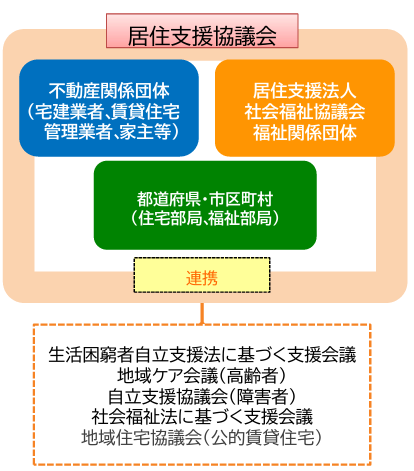 居住支援協議会
不動産関係団体
（宅建業者、賃貸住宅
管理業者、家主等）
居住支援法人
社会福祉協議会
福祉関係団体
都道府県・市区町村
（住宅部局、福祉部局）
連携
生活困窮者自立支援法に基づく支援会議
地域ケア会議（高齢者）
自立支援協議会（障害者）
社会福祉法に基づく支援会議
地域住宅協議会（公的賃貸住宅）